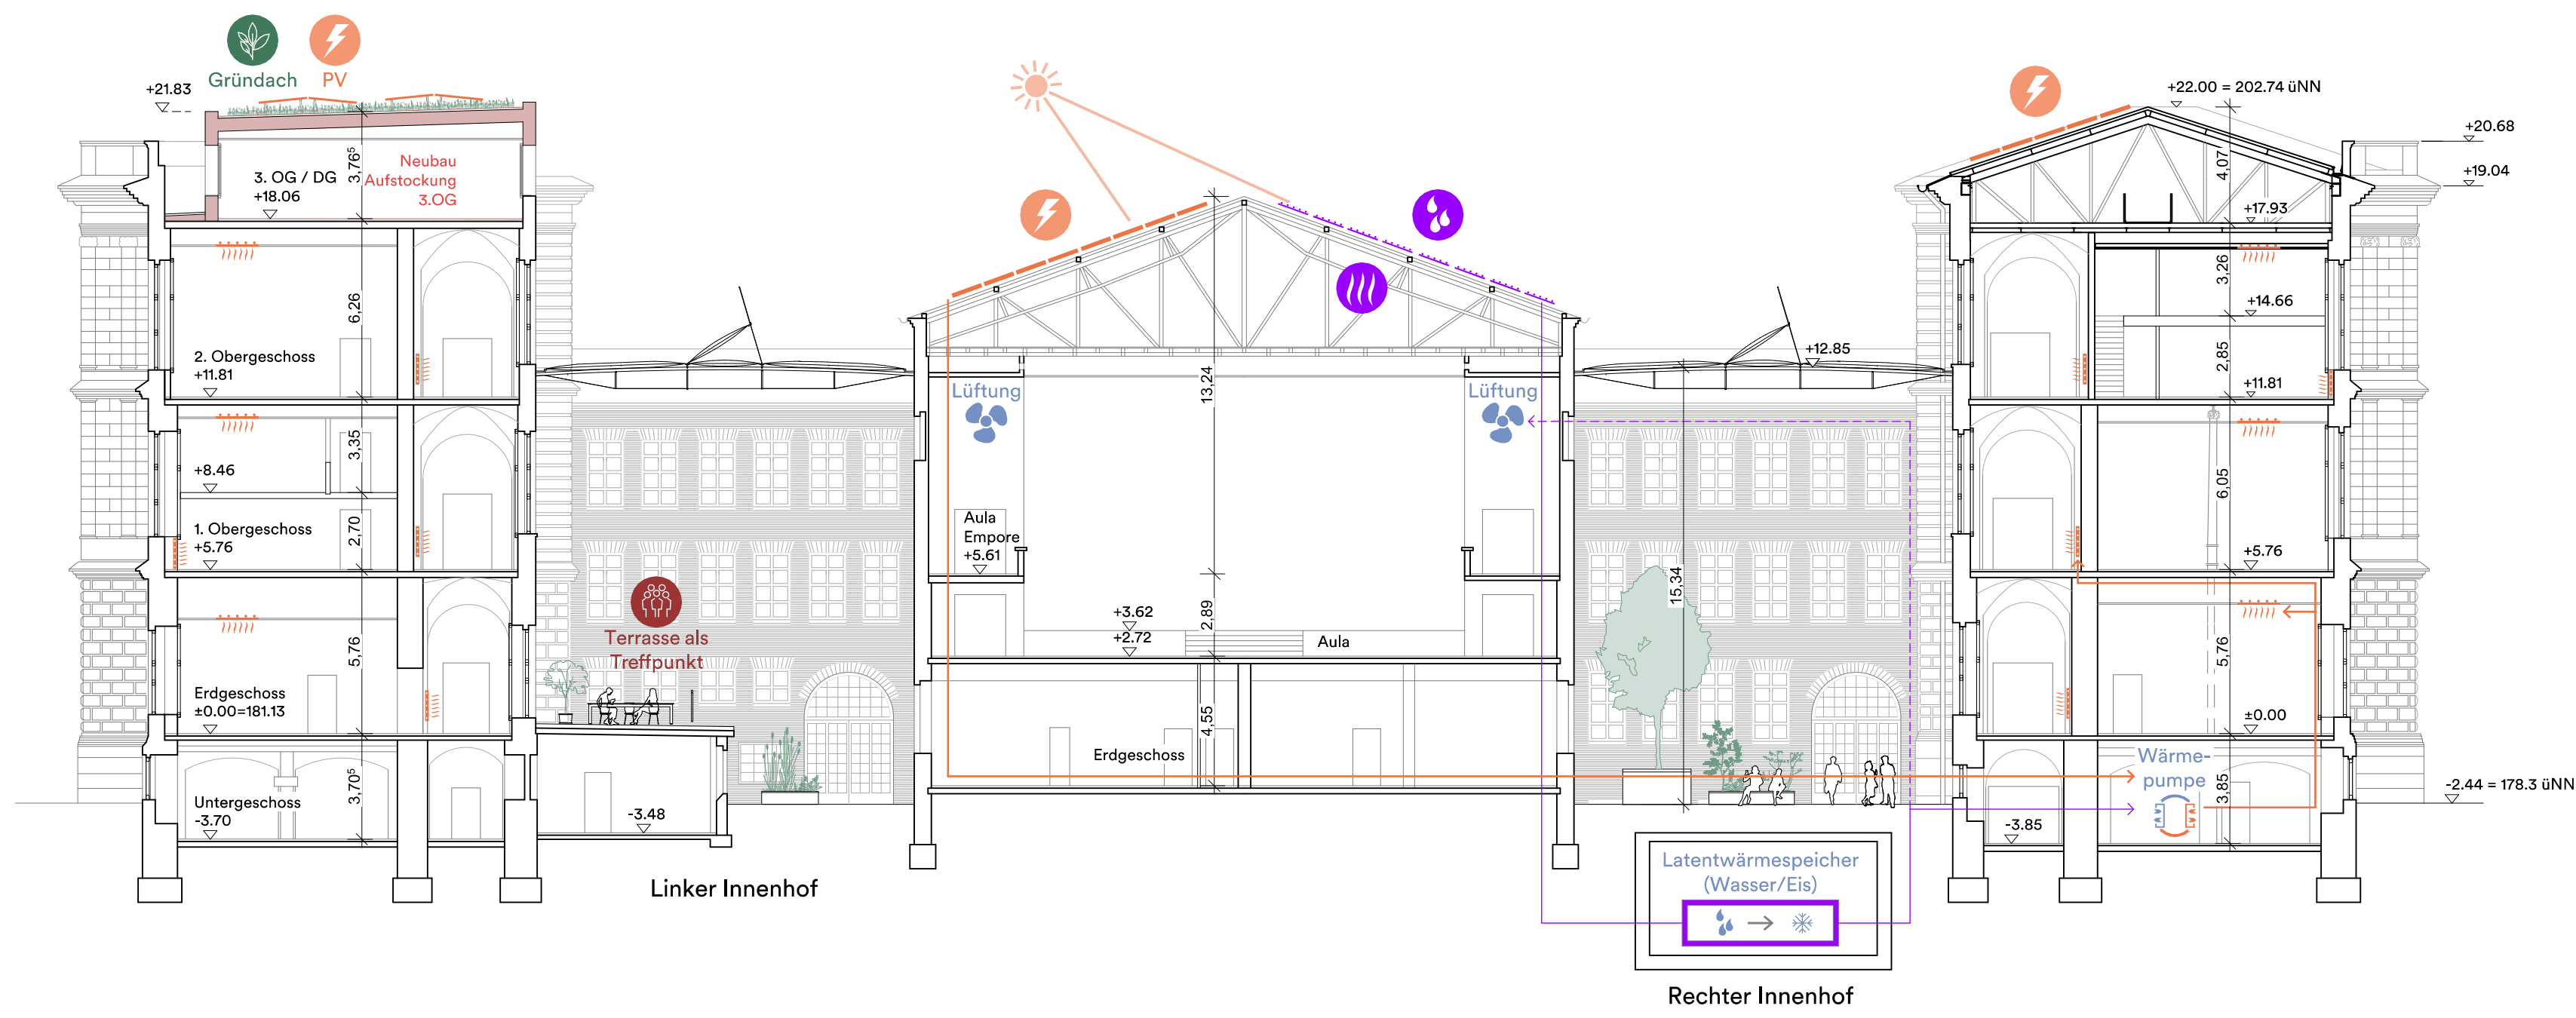 Gründach
PV
+21.83
3. OG / DG
+18.06
3,76⁵
Neubau
Aufstockung
3.OG
6,26
2. Obergeschoss
+11.81
3,35
+8.46
2,70
1. Obergeschoss
+5.76
5,76
Erdgeschoss
±0.00=181.13
3,70⁵
Untergeschoss
-3.70
Terrasse als
Treffpunkt
-3.48
Linker Innenhof
Lüftung
Lüftung
13,24
Aula
Empore
+5.61
+3.62
+2.72
2,89
Aula
4,55
Erdgeschoss
+12.85
15,34
Latentwärmespeicher
(Wasser/Eis)
Rechter Innenhof
+22.00 = 202.74 üNN
+20.68
+19.04
4,07
+17.93
3,26
+14.66
2,85
+11.81
6,05
+5.76
5,76
±0.00
Wärme-
pumpe
3,85
-3.85
-2.44 = 178.3 üNN